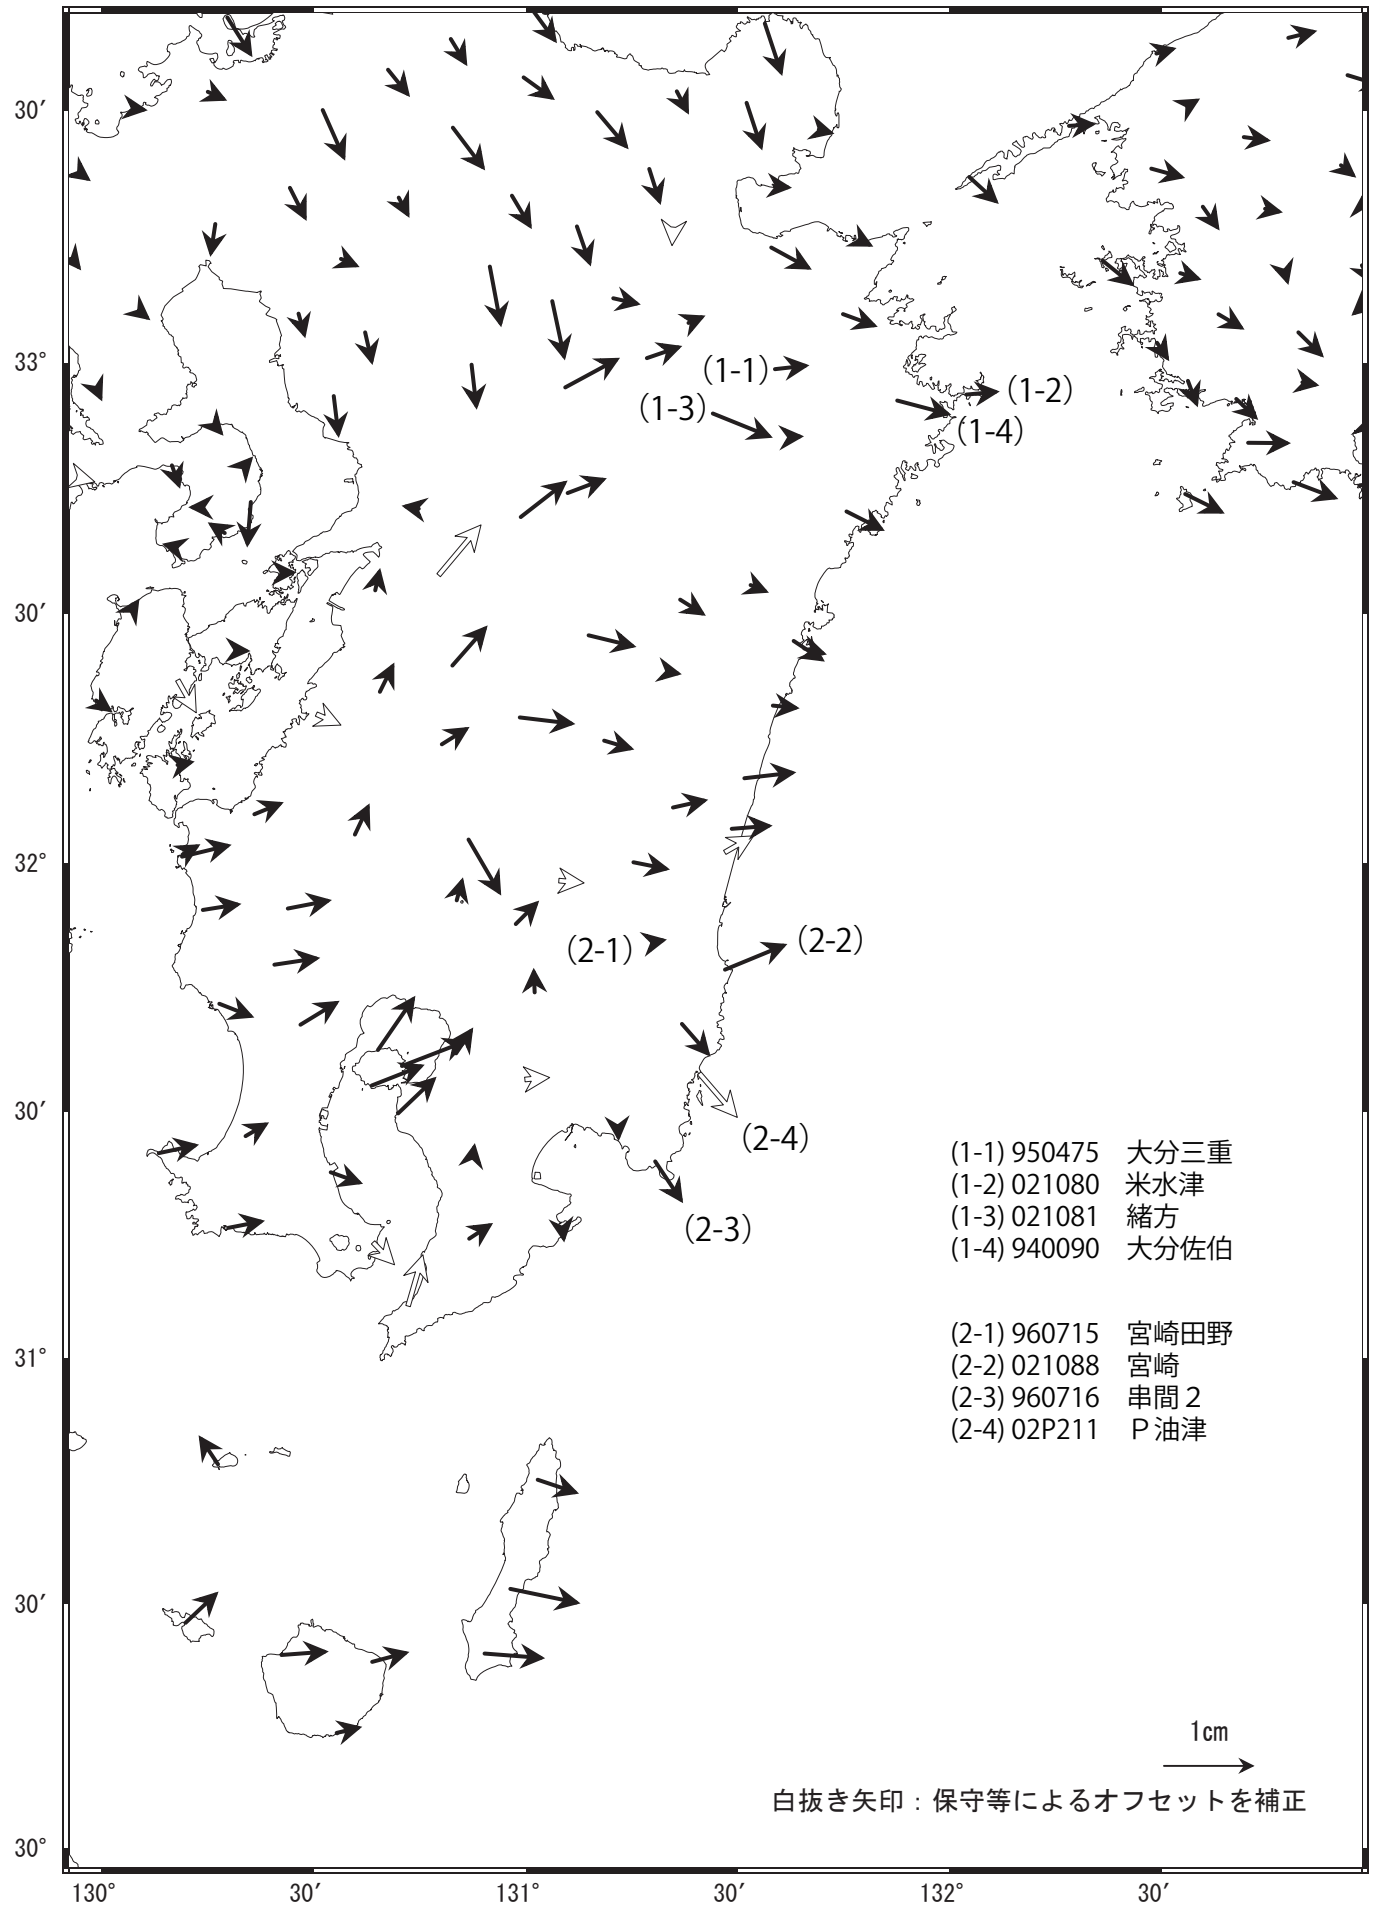 30′
33°
(1-1)
(1-2)
(1-3)
(1-4)
30′
32°
(2-1)
(2-2)
30′
(2-4)
(2-3)
(1-1) 950475 大分三重
(1-2) 021080 米水津
(1-3) 021081 緒方
(1-4) 940090 大分佐伯
(2-1) 960715 宮崎田野
(2-2) 021088 宮崎
(2-3) 960716 串間２
(2-4) 02P211 Ｐ油津
31°
30′
1cm
白抜き矢印：保守等によるオフセットを補正
30°
130° 30′ 131° 30′ 132° 30′